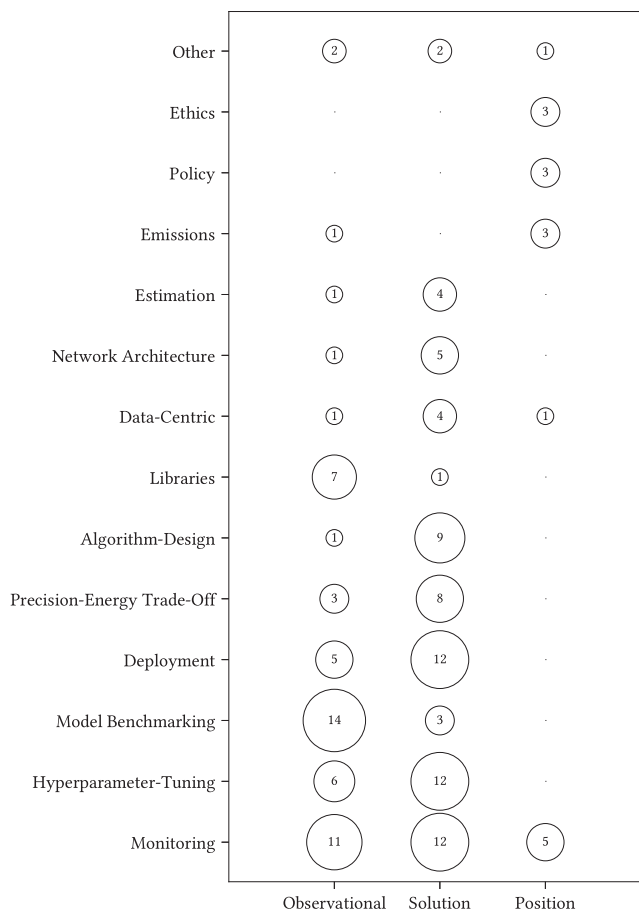 Other 2 2 1
Ethics 3
Policy 3
Emissions 1 3
Estimation 1 4
Network Architecture 1 5
Data-Centric 1 4 1
Libraries 7 1
Algorithm-Design 1 9
Precision-Energy Trade-Off 3 8
Deployment 5 12
Model Benchmarking 14 3
Hyperparameter-Tuning 6 12
Monitoring 11 12 5
Observational Solution Position